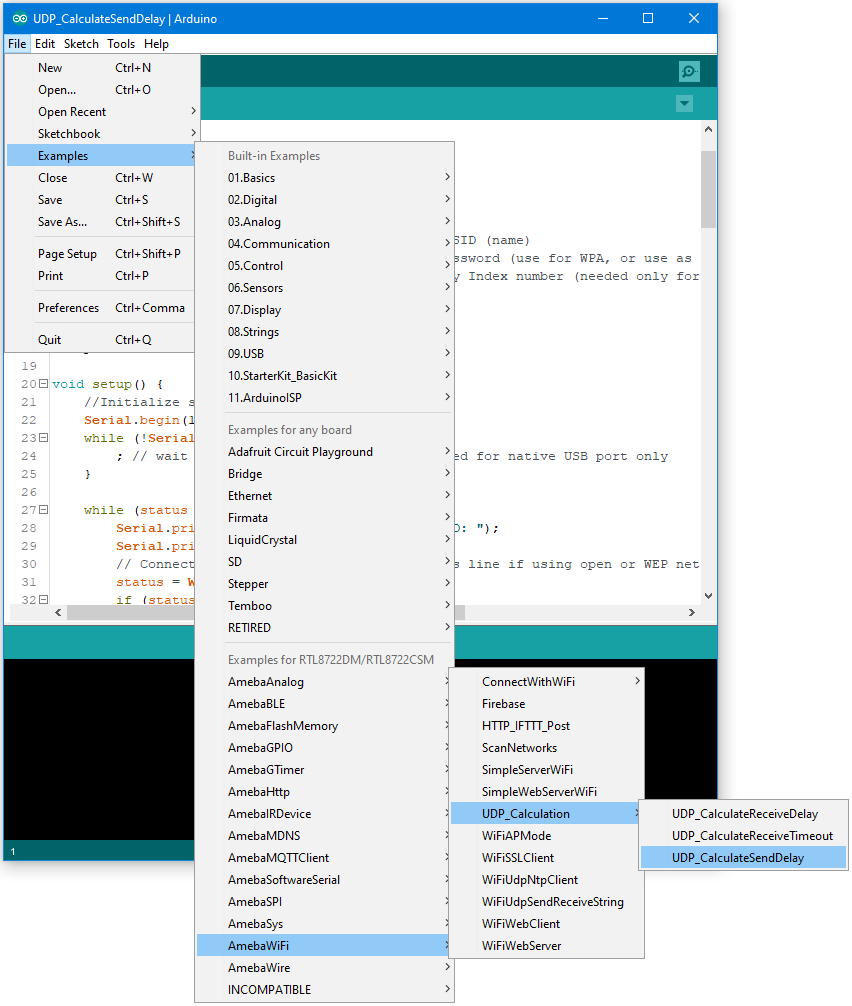 UDP_CalculateSendDelay | Arduino
File Edit Sketch Tools Help
New Ctrl+N
Open... Ctrl+O
Open Recent
Sketchbook
Examples
Close Ctrl+W
Save Ctrl+S
Save As... Ctrl+Shift+S
Page Setup Ctrl+Shift+P
Print Ctrl+P
Preferences Ctrl+Comma
Quit Ctrl+Q
Built-in Examples
01.Basics
02.Digital
03.Analog
04.Communication
05.Control
06.Sensors
07.Display
08.Strings
09.USB
10.StarterKit_BasicKit
11.ArduinoISP
Examples for any board
Adafruit Circuit Playground
Bridge
Ethernet
Firmata
LiquidCrystal
SD
Stepper
Temboo
RETIRED
Examples for RTL8722DM/RTL8722CSM
AmebaAnalog
AmebaBLE
AmebaFlashMemory
AmebaGPIO
AmebaGTimer
AmebaHttp
AmebaIRDevice
AmebaMDNS
AmebaMQTTClient
AmebaSoftwareSerial
AmebaSPI
AmebaSys
AmebaWiFi
AmebaWire
INCOMPATIBLE
ConnectWithWiFi
Firebase
HTTP_IFTTT_Post
ScanNetworks
SimpleServerWiFi
SimpleWebServerWiFi
UDP_Calculation
WiFiAPMode
WiFiSSLClient
WiFiUdpNtpClient
WiFiUdpSendReceiveString
WiFiWebClient
WiFiWebServer
UDP_CalculateReceiveDelay
UDP_CalculateReceiveTimeout
UDP_CalculateSendDelay
SID (name)
ssword (use for WPA, or use as
y Index number (needed only for
19
20 void setup() {
21 //Initialize s
22 Serial.begin(
23 while (!Serial
24 ; // wait ed for native USB port only
25 }
26
27 while (status
28 Serial.pri D: ");
29 Serial.pri
30 // Connect s line if using open or WEP net
31 status = W
32 if (status
1